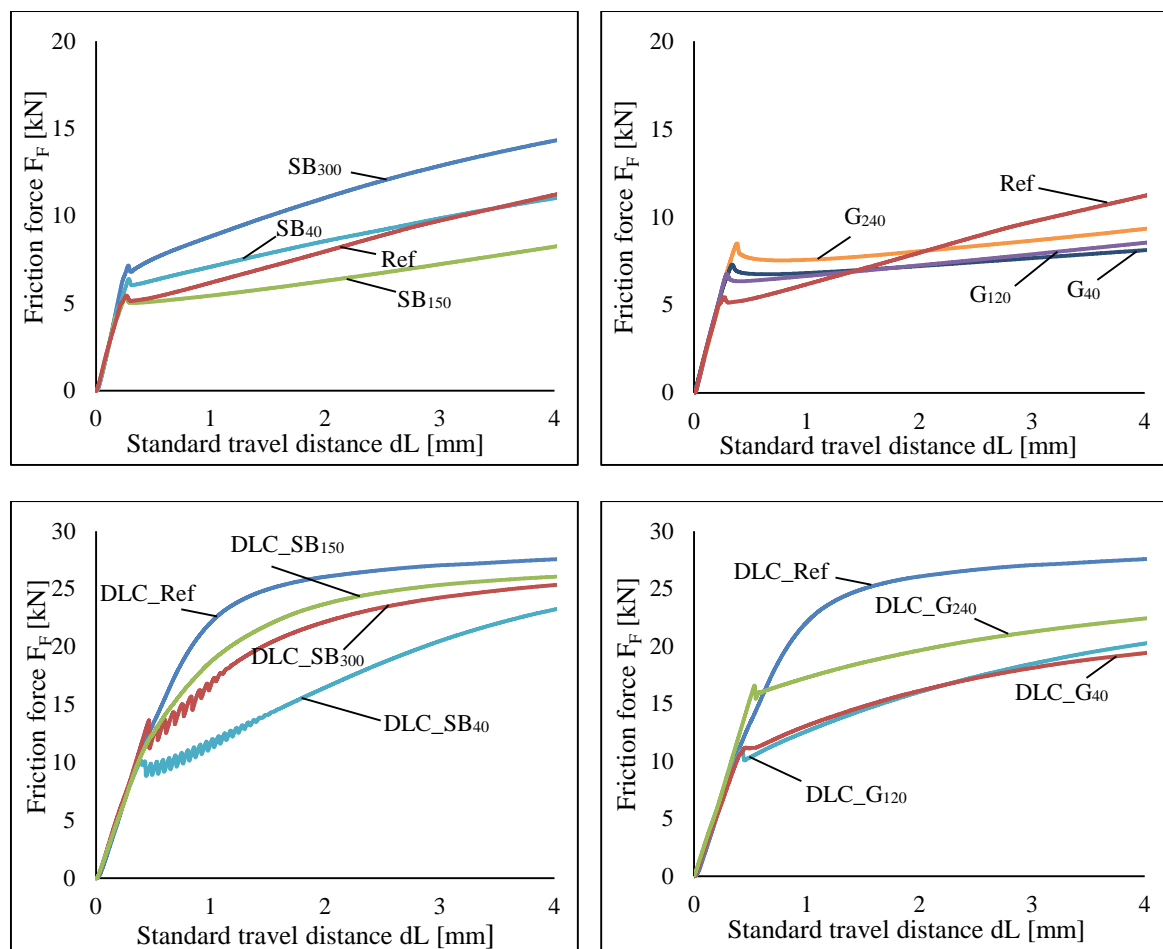 Friction force F_F [kN]
20
15
10
5
0
SB300
SB40
Ref
SB150
0 1 2 3 4
Standard travel distance dL [mm]
Friction force F_F [kN]
20
15
10
5
0
Ref
G240
G120
G40
0 1 2 3 4
Standard travel distance dL [mm]
Friction force F_F [kN]
30
25
20
15
10
5
0
DLC_SB150
DLC_Ref
DLC_SB300
DLC_SB40
0 1 2 3 4
Standard travel distance dL [mm]
Friction force F_F [kN]
30
25
20
15
10
5
0
DLC_Ref
DLC_G240
DLC_G40
DLC_G120
0 1 2 3 4
Standard travel distance dL [mm]